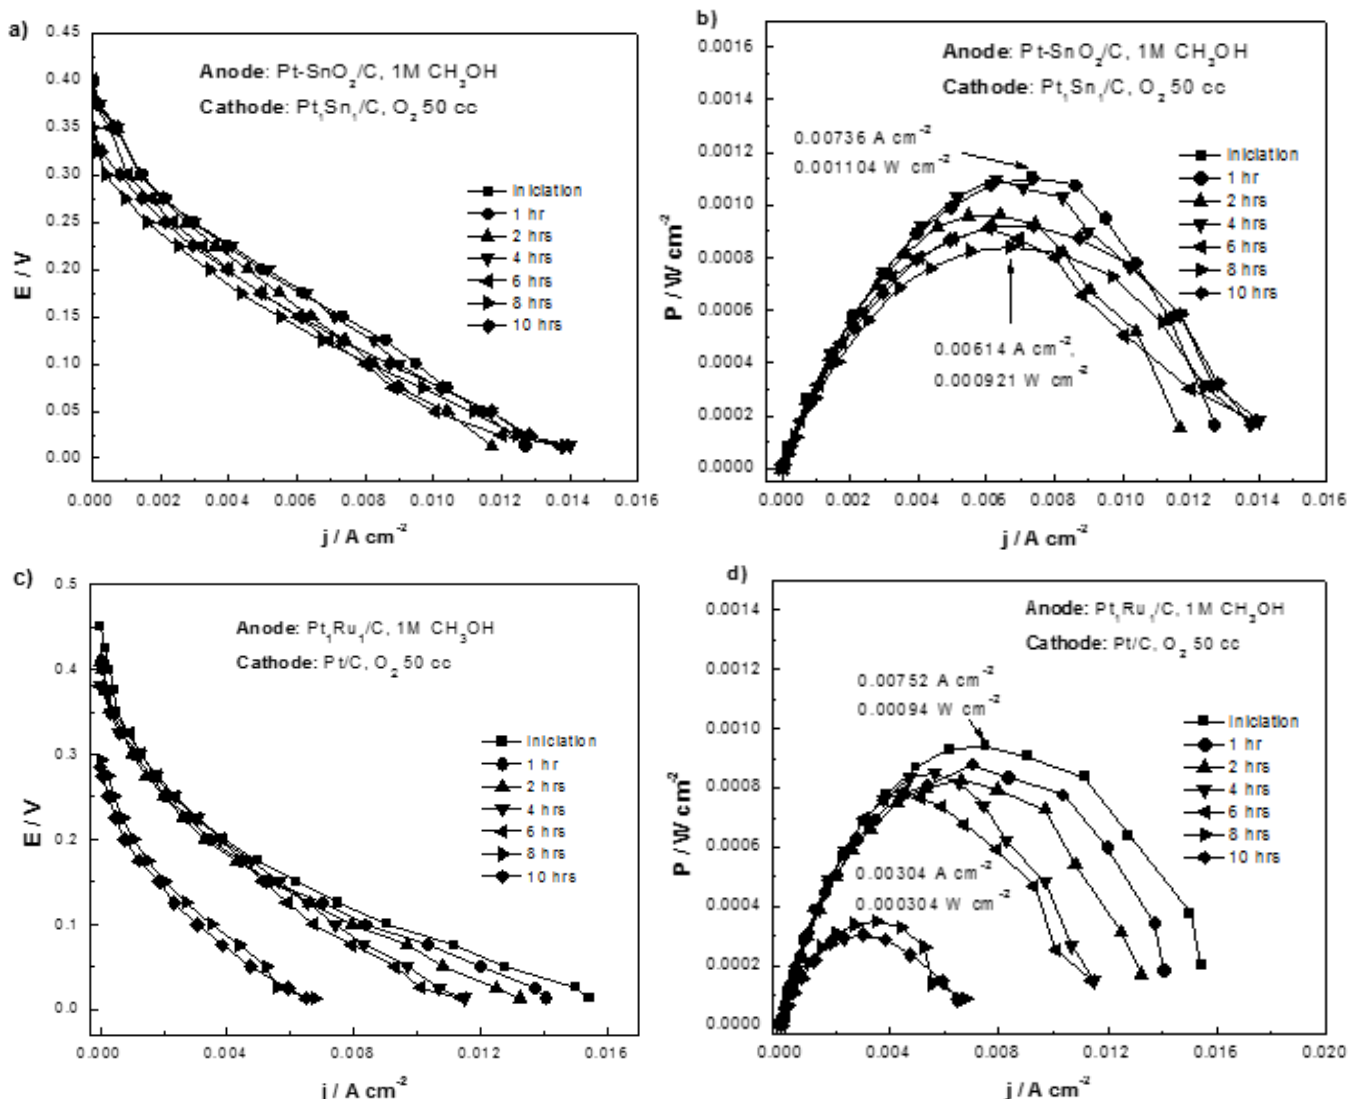 a)
0.45
0.40
0.35
0.30
0.25
0.20
0.15
0.10
0.05
0.00
E / V
Anode: Pt-SnO₂/C, 1M CH₃OH
Cathode: Pt₁Sn₁/C, O₂ 50 cc
iniciation
1 hr
2 hrs
4 hrs
6 hrs
8 hrs
10 hrs
0.000 0.002 0.004 0.006 0.008 0.010 0.012 0.014 0.016
j / A cm⁻²
b)
0.0016
0.0014
0.0012
0.0010
0.0008
0.0006
0.0004
0.0002
0.0000
P / W cm⁻²
Anode: Pt-SnO₂/C, 1M CH₃OH
Cathode: Pt₁Sn₁/C, O₂ 50 cc
0.00736 A cm⁻²
0.001104 W cm⁻²
iniciation
1 hr
2 hrs
4 hrs
6 hrs
8 hrs
10 hrs
0.00614 A cm⁻²,
0.000921 W cm⁻²
0.000 0.002 0.004 0.006 0.008 0.010 0.012 0.014 0.016
j / A cm⁻²
c)
0.5
0.4
0.3
0.2
0.1
0.0
E / V
Anode: Pt₁Ru₁/C, 1M CH₃OH
Cathode: Pt/C, O₂ 50 cc
iniciation
1 hr
2 hrs
4 hrs
6 hrs
8 hrs
10 hrs
0.000 0.004 0.008 0.012 0.016
j / A cm⁻²
d)
0.0014
0.0012
0.0010
0.0008
0.0006
0.0004
0.0002
0.0000
P / W cm⁻²
Anode: Pt₁Ru₁/C, 1M CH₃OH
Cathode: Pt/C, O₂ 50 cc
0.00752 A cm⁻²
0.00094 W cm⁻²
iniciation
1 hr
2 hrs
4 hrs
6 hrs
8 hrs
10 hrs
0.00304 A cm⁻²
0.000304 W cm⁻²
0.000 0.004 0.008 0.012 0.016 0.020
j / A cm⁻²